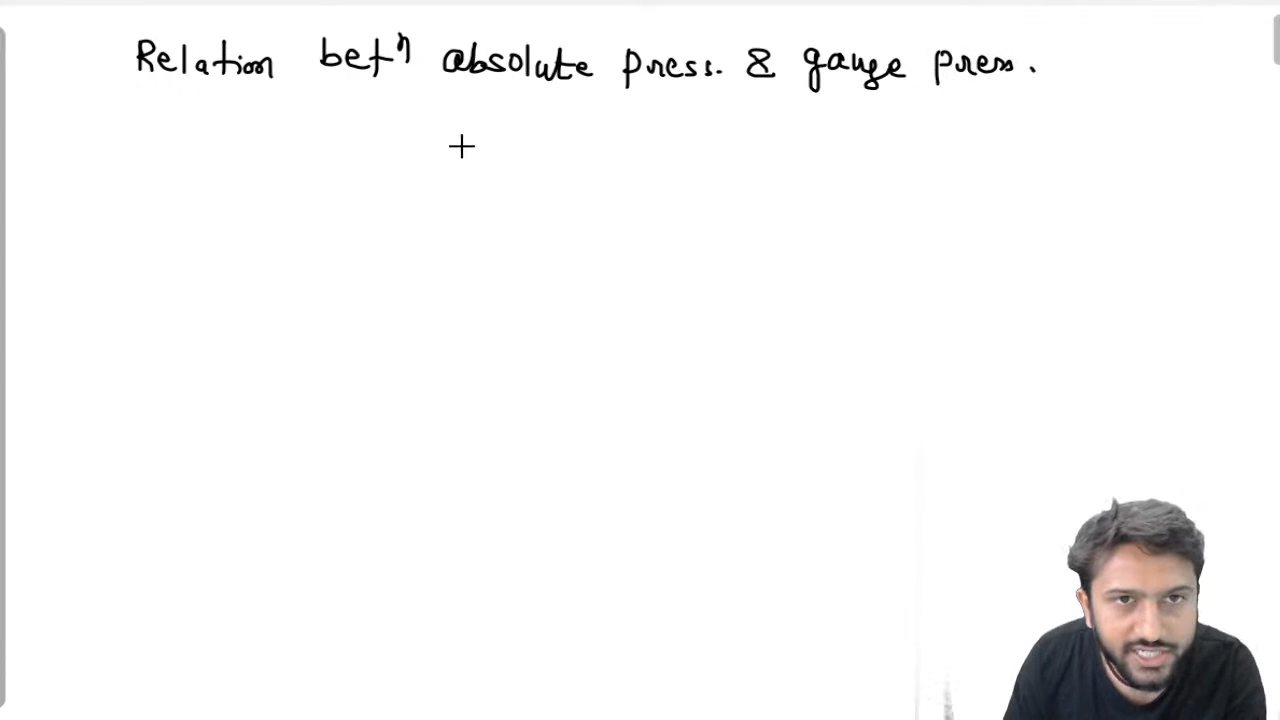 Relation betⁿ absolute press. & gauge press.